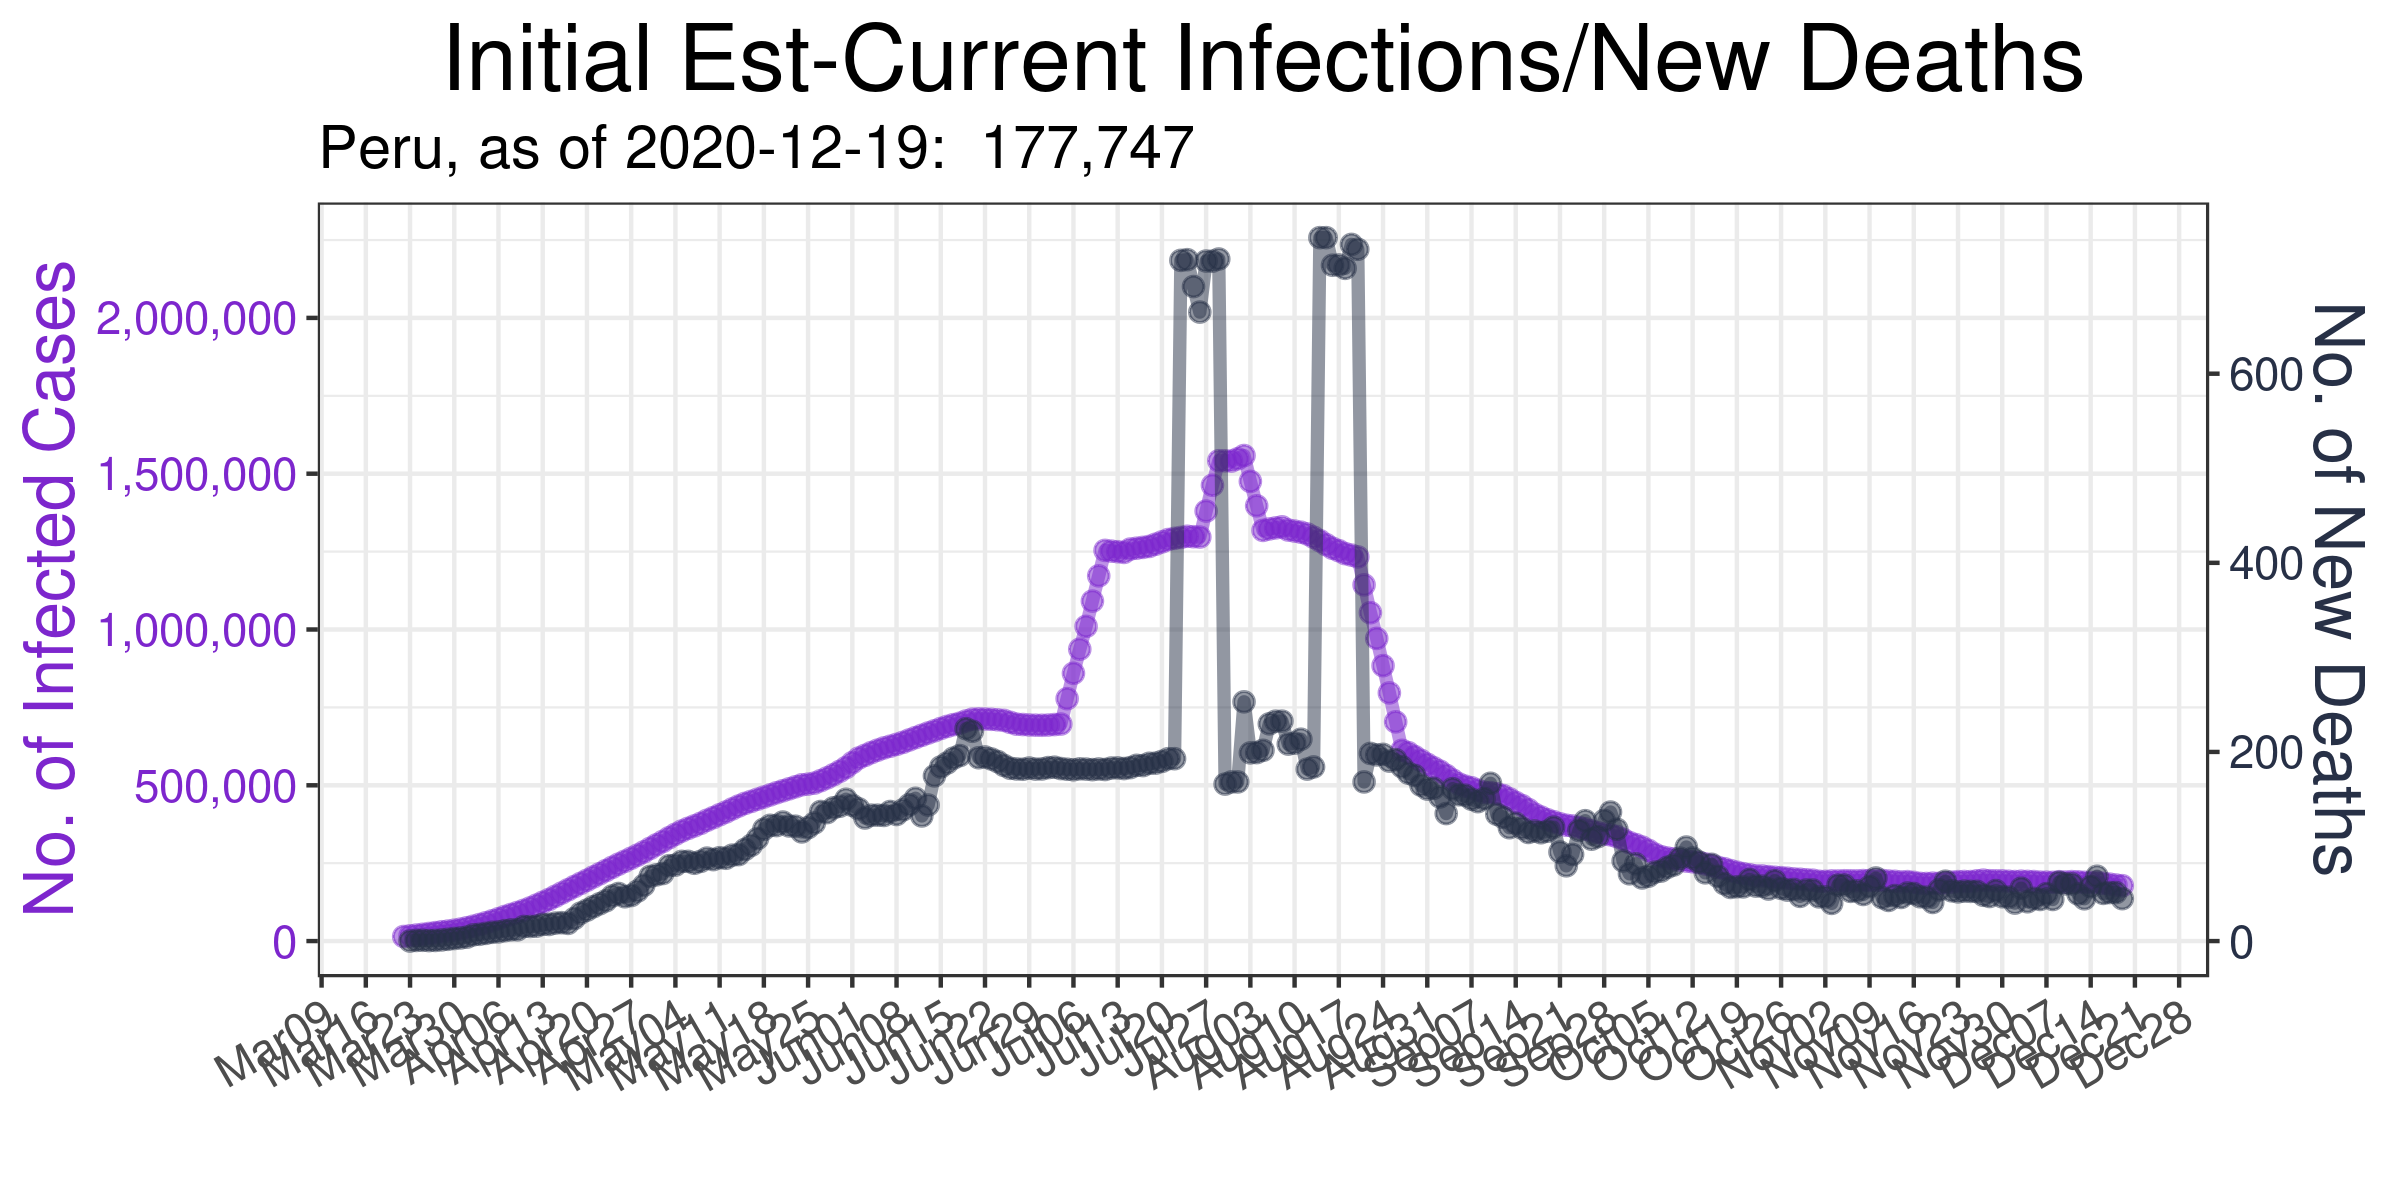 Initial Est-Current Infections/New Deaths
Peru, as of 2020-12-19:  177,747
No. of Infected Cases
2,000,000
1,500,000
1,000,000
500,000
0
600
400
200
0
No. of New Deaths
Mar09
Mar16
Mar23
Mar30
Apr06
Apr13
Apr20
Apr27
May04
May11
May18
May25
Jun01
Jun08
Jun15
Jun22
Jun29
Jul06
Jul13
Jul20
Jul27
Aug03
Aug10
Aug17
Aug24
Aug31
Sep07
Sep14
Sep21
Sep28
Oct05
Oct12
Oct19
Oct26
Nov02
Nov09
Nov16
Nov23
Nov30
Dec07
Dec14
Dec21
Dec28